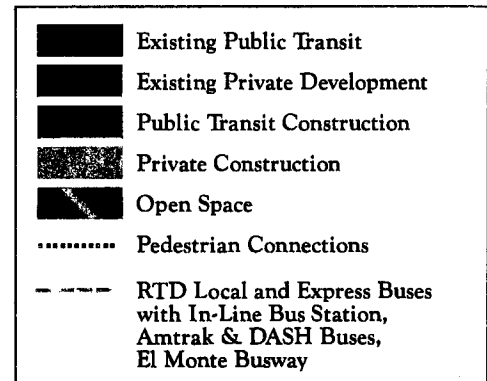 Existing Public Transit
Existing Private Development
Public Transit Construction
Private Construction
Open Space
Pedestrian Connections
RTD Local and Express Buses
with In-Line Bus Station,
Amtrak & DASH Buses,
El Monte Busway